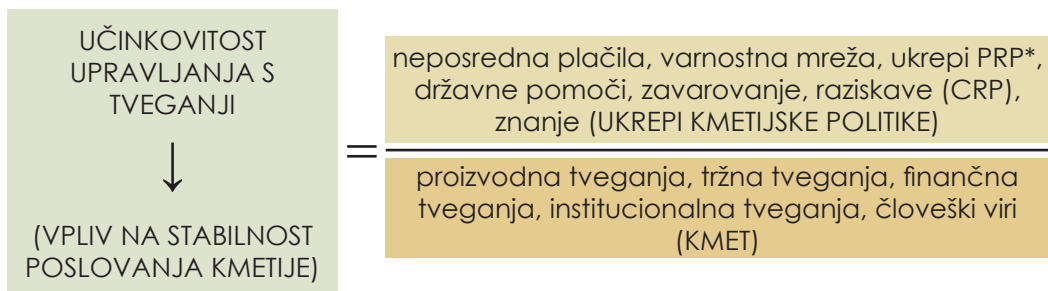 UČINKOVITOST
UPRAVLJANJA S
TVEGANJI
↓
(VPLIV NA STABILNOST
POSLOVANJA KMETIJE)
=
neposredna plačila, varnostna mreža, ukrepi PRP*,
državne pomoči, zavarovanje, raziskave (CRP),
znanje (UKREPI KMETIJSKE POLITIKE)
proizvodna tveganja, tržna tveganja, finančna
tveganja, institucionalna tveganja, človeški viri
(KMET)